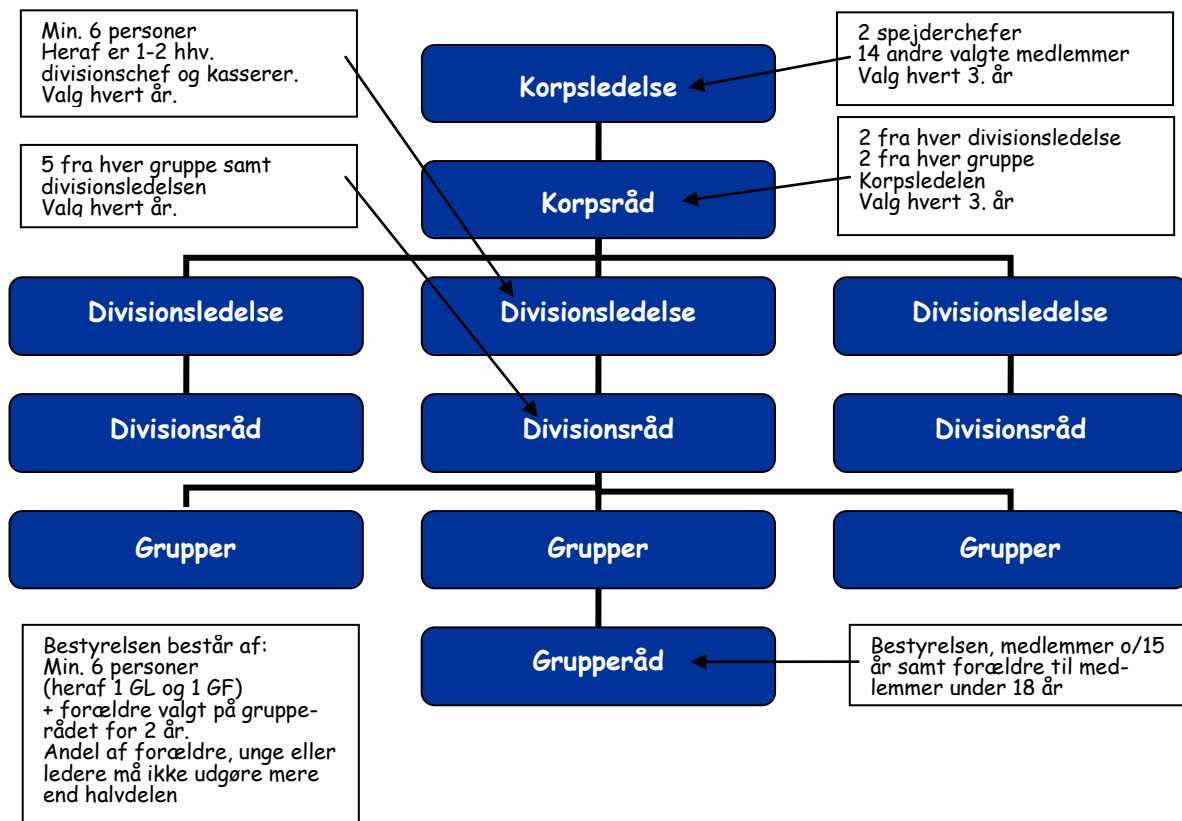 Min. 6 personer
Heraf er 1-2 hhv.
divisionschef og kasserer.
Valg hvert år.
2 spejderchefer
14 andre valgte medlemmer
Valg hvert 3. år
Korpsledelse
5 fra hver gruppe samt
divisionsledelsen
Valg hvert år.
2 fra hver divisionsledelse
2 fra hver gruppe
Korpsledelen
Valg hvert 3. år
Korpsråd
Divisionsledelse
Divisionsledelse
Divisionsledelse
Divisionsråd
Divisionsråd
Divisionsråd
Grupper
Grupper
Grupper
Bestyrelsen består af:
Min. 6 personer
(heraf 1 GL og 1 GF)
+ forældre valgt på gruppe-
rådet for 2 år.
Andel af forældre, unge eller
ledere må ikke udgøre mere
end halvdelen
Grupperåd
Bestyrelsen, medlemmer o/15
år samt forældre til med-
lemmer under 18 år